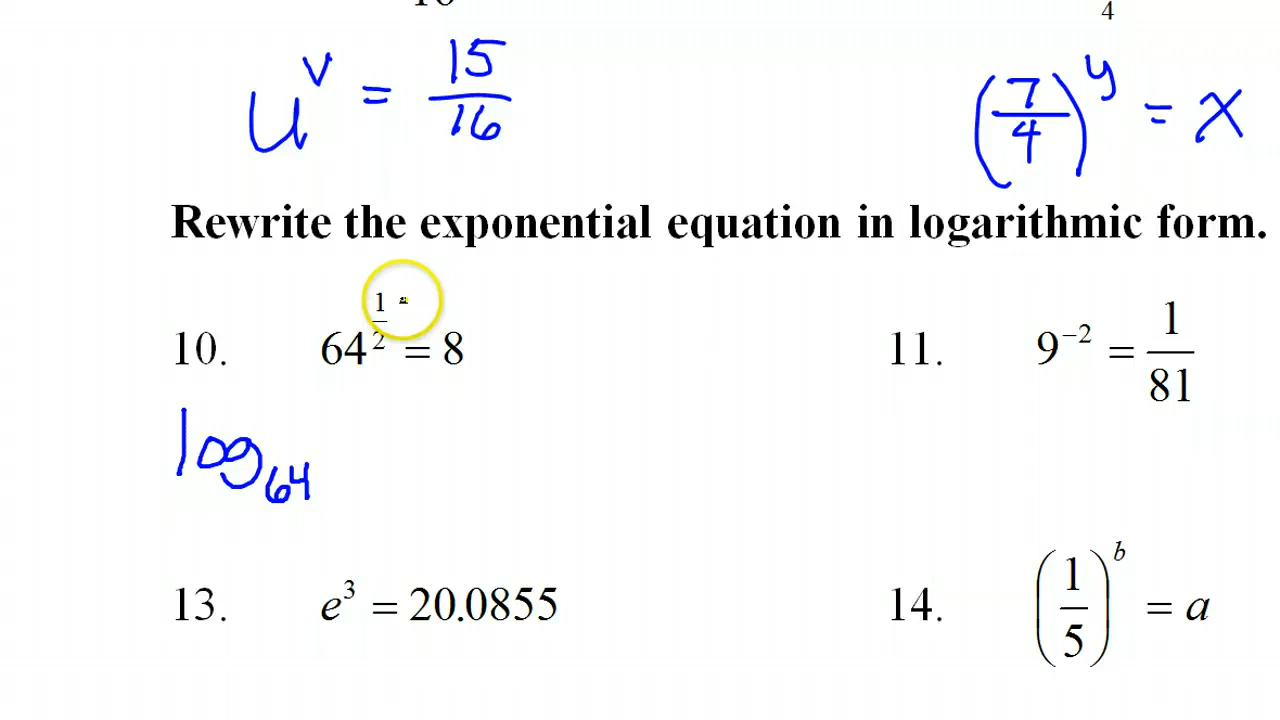 u^v = 15/16
4
(7/4)^y = x
Rewrite the exponential equation in logarithmic form.
10. 64^(1/2) = 8
11. 9^(-2) = 1/81
log_64
13. e^3 = 20.0855
14. (1/5)^b = a